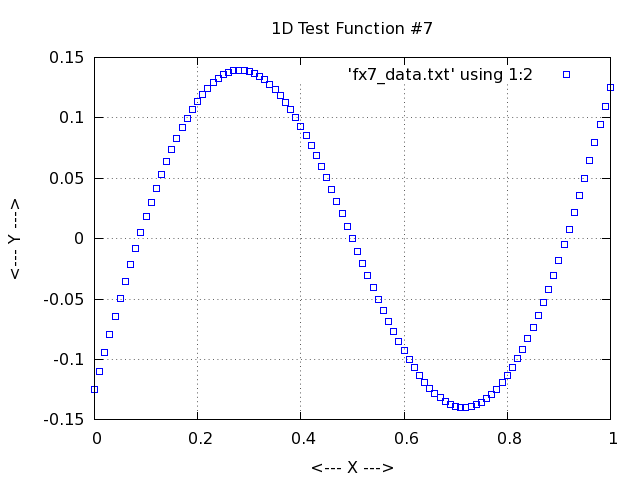 1D Test Function #7
0.15
'fx7_data.txt' using 1:2
0.1
0.05
0
-0.05
-0.1
-0.15
<--- Y --->
0 0.2 0.4 0.6 0.8 1
<--- X --->